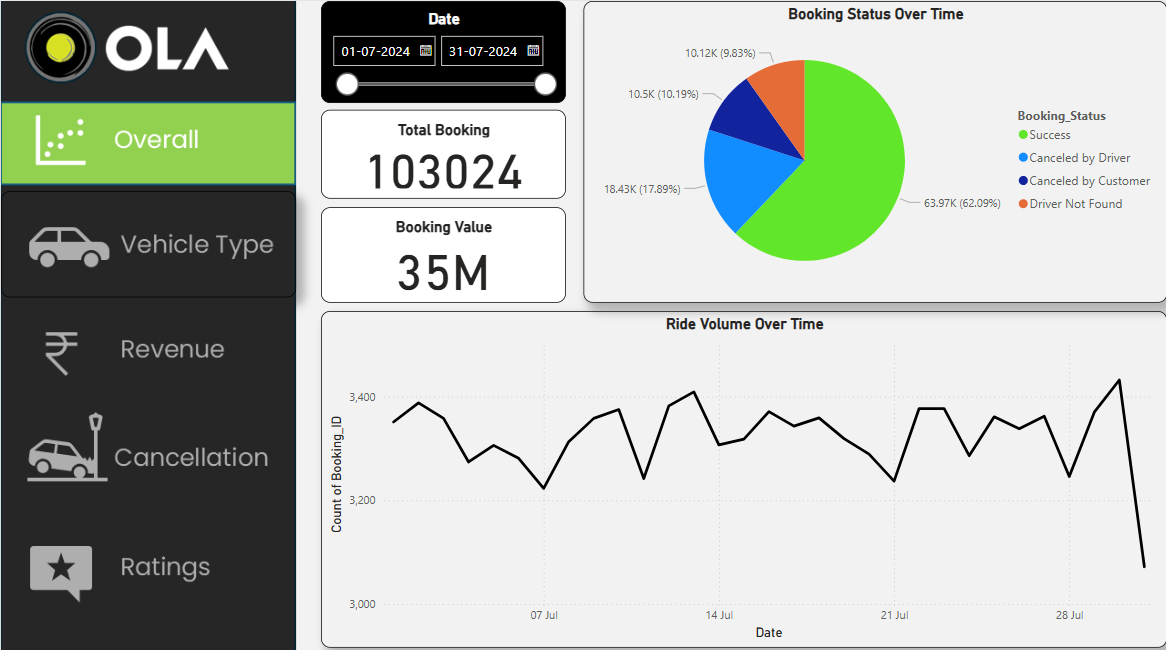 OLA
Overall
Vehicle Type
Revenue
Cancellation
Ratings
Date
01-07-2024
31-07-2024
Total Booking
103024
Booking Value
35M
Booking Status Over Time
10.12K (9.83%)
10.5K (10.19%)
18.43K (17.89%)
63.97K (62.09%)
Booking_Status
Success
Canceled by Driver
Canceled by Customer
Driver Not Found
Ride Volume Over Time
Count of Booking_ID
3,400
3,200
3,000
07 Jul
14 Jul
21 Jul
28 Jul
Date